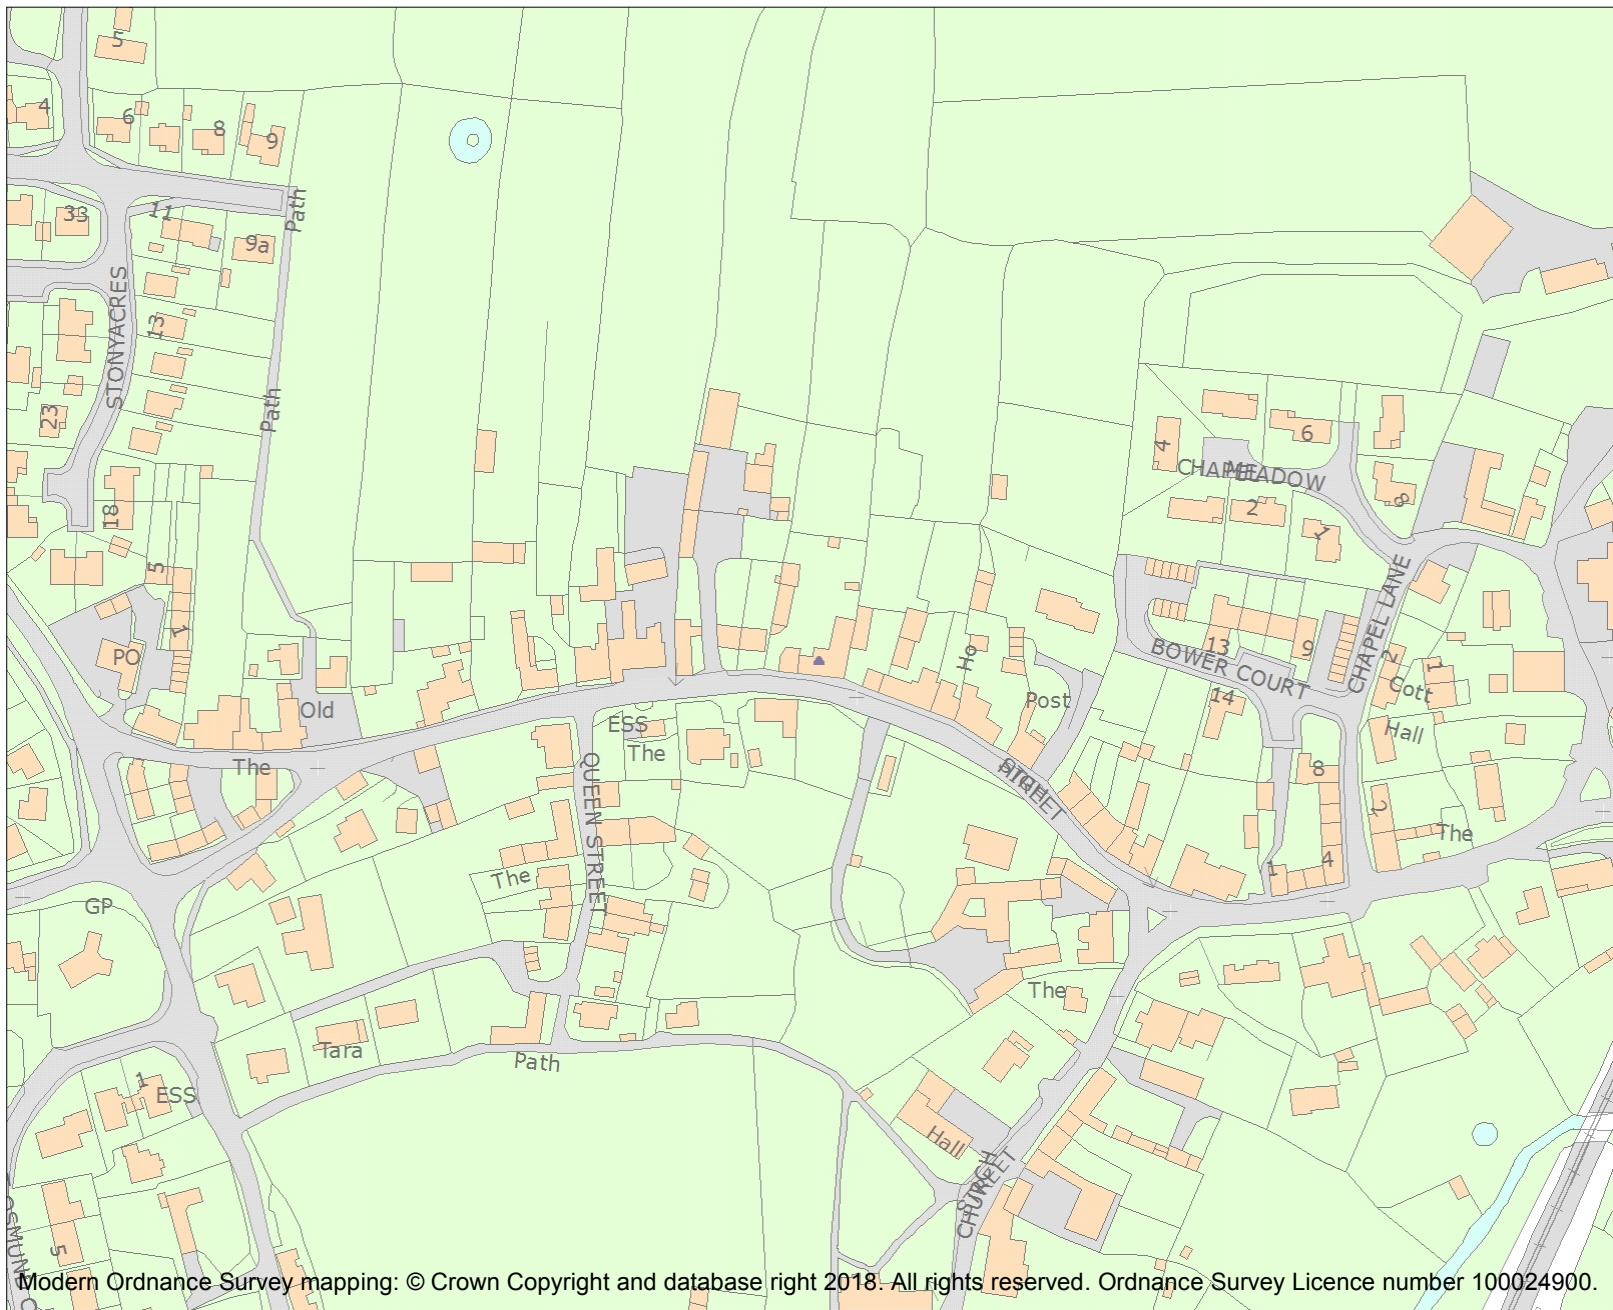 5
4
6
8
9
33
11
Path
9a
STONYACRES
13
Path
23
4
6
CHAPEL
MEADOW
8
18
2
1
5
1
PO
CHAPEL LANE
13
9
BOWER COURT
2
1
Cott
14
Hall
Ho
Post
Old
ESS
The
The
QUEEN STREET
HIGH
STREET
8
2
The
4
1
The
GP
The
Tara
Path
1
ESS
Hall
CHURCH
STREET
5
Modern Ordnance Survey mapping: © Crown Copyright and database right 2018. All rights reserved. Ordnance Survey Licence number 100024900.